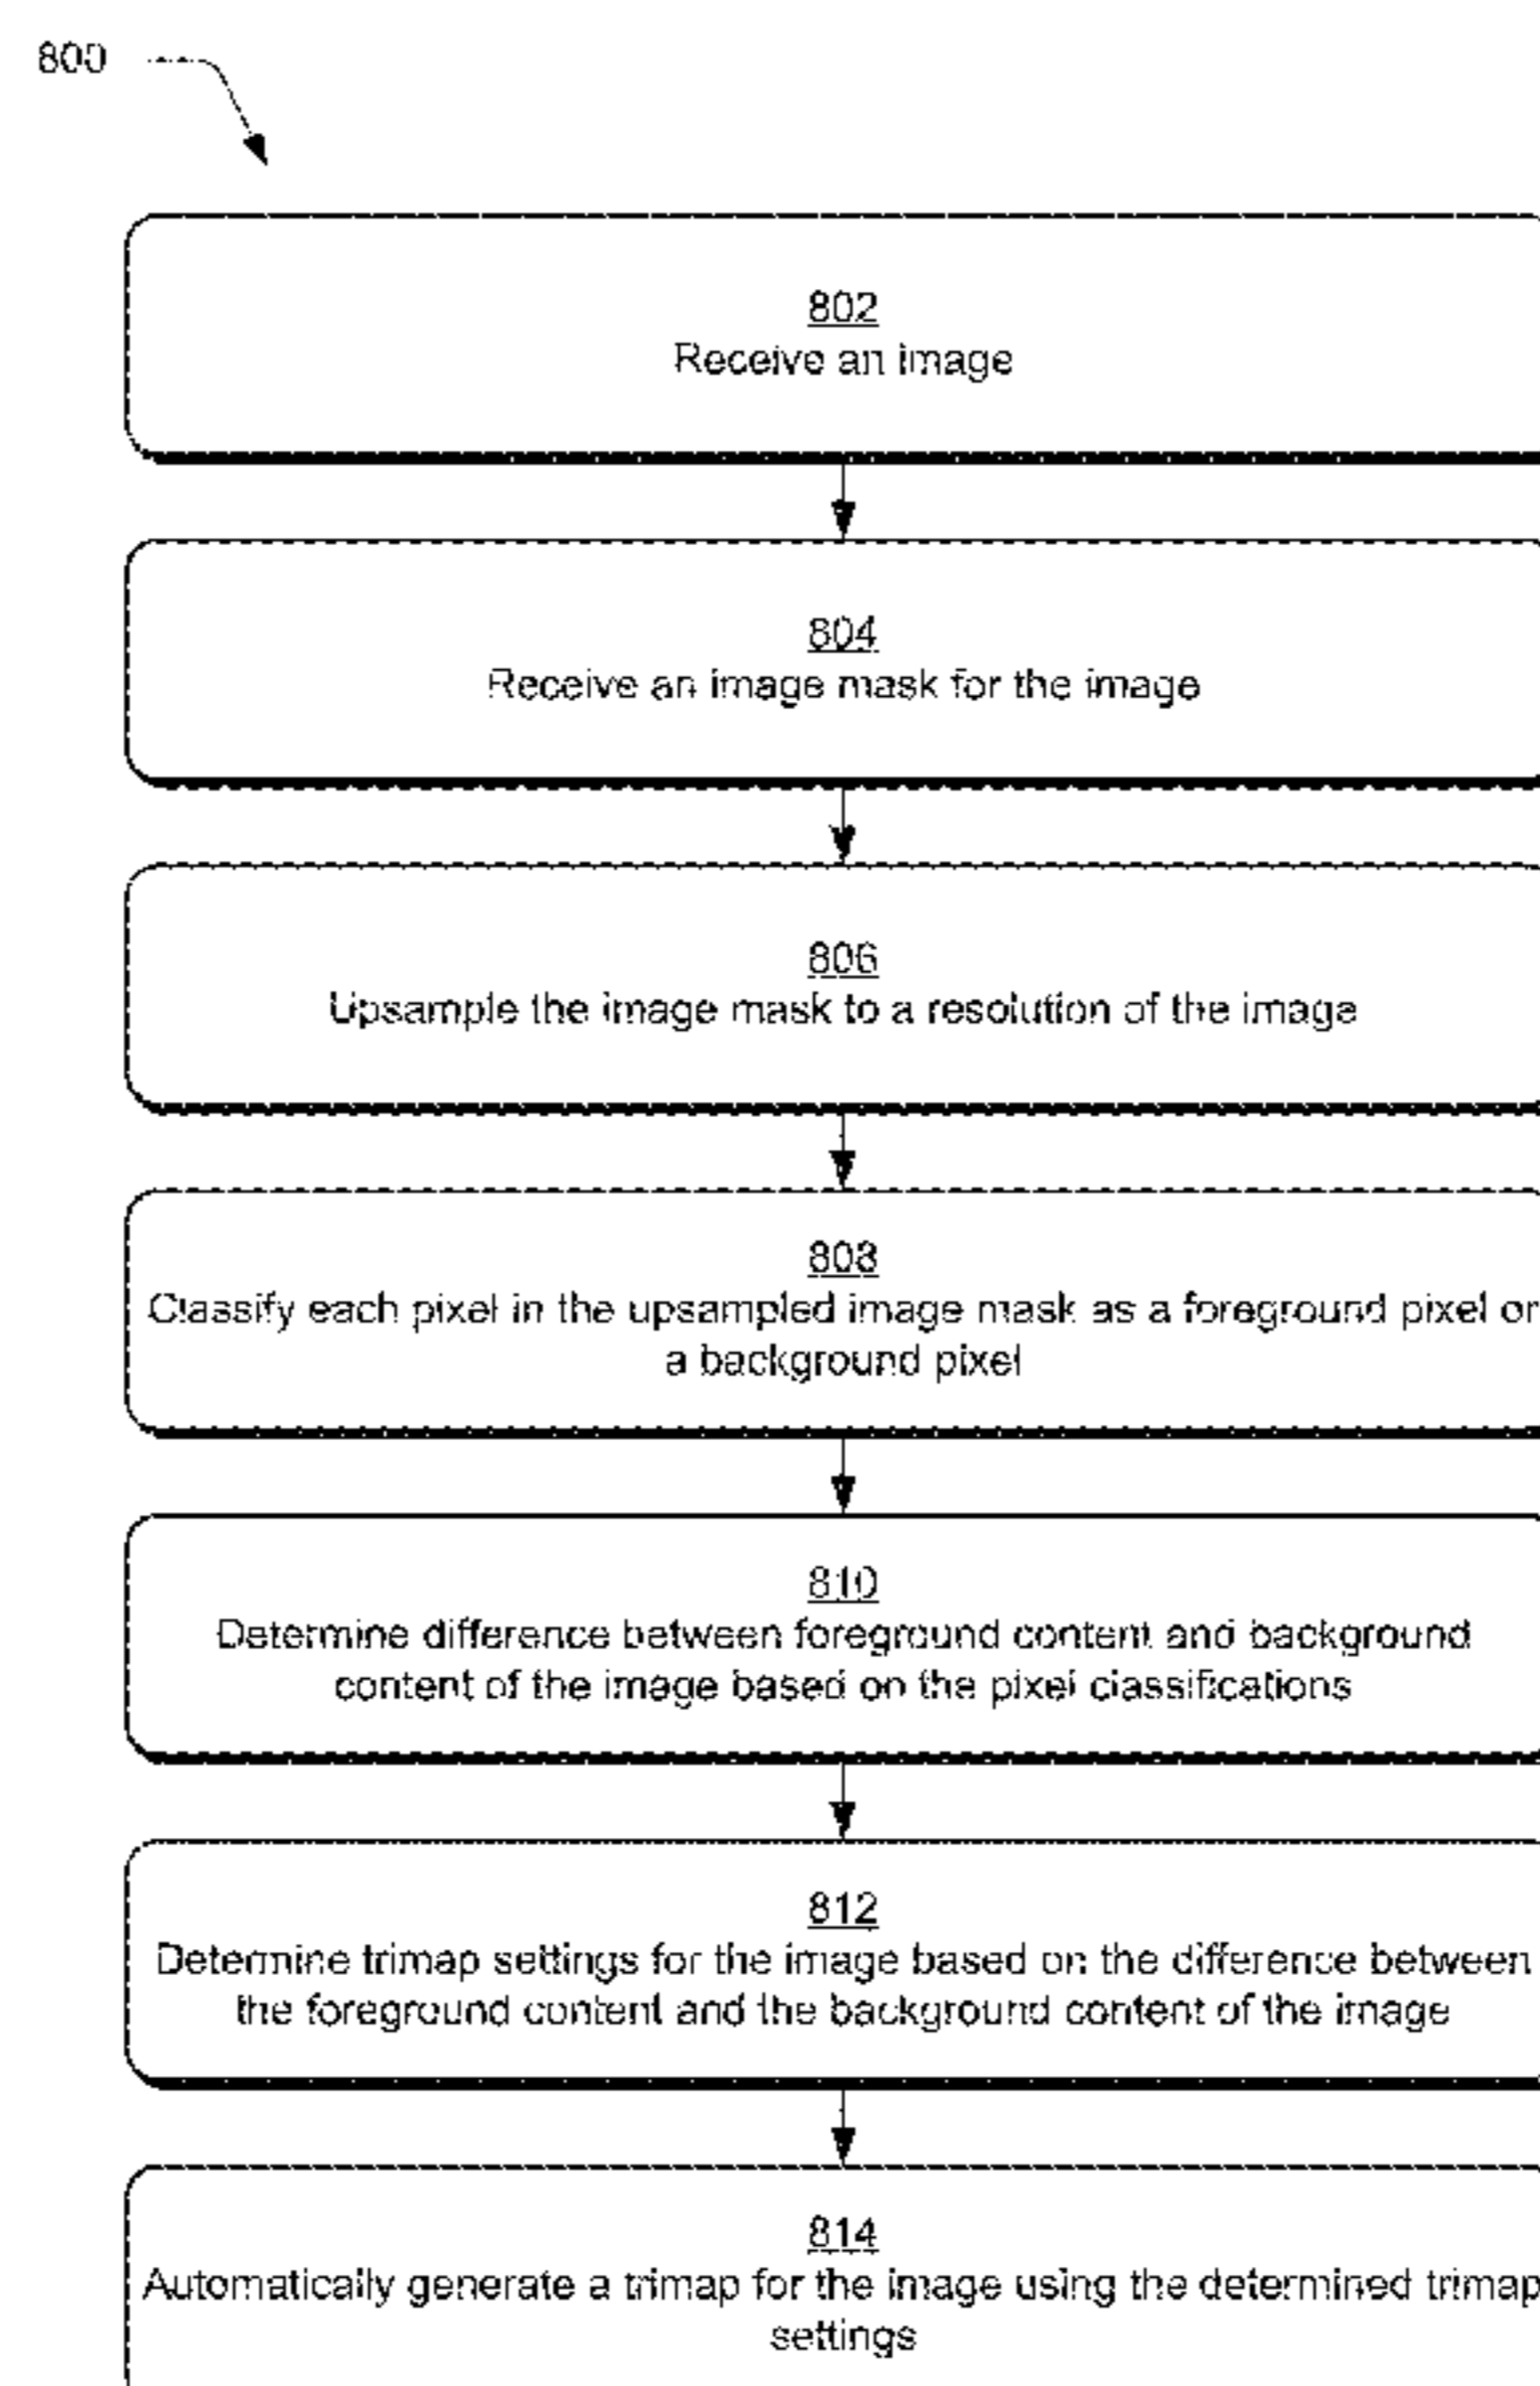 800
802
Receive an image
804
Receive an image mask for the image
806
Upsample the image mask to a resolution of the image
808
Classify each pixel in the upsampled image mask as a foreground pixel or
a background pixel
810
Determine difference between foreground content and background
content of the image based on the pixel classifications
812
Determine trimap settings for the image based on the difference between
the foreground content and the background content of the image
814
Automatically generate a trimap for the image using the determined trimap
settings